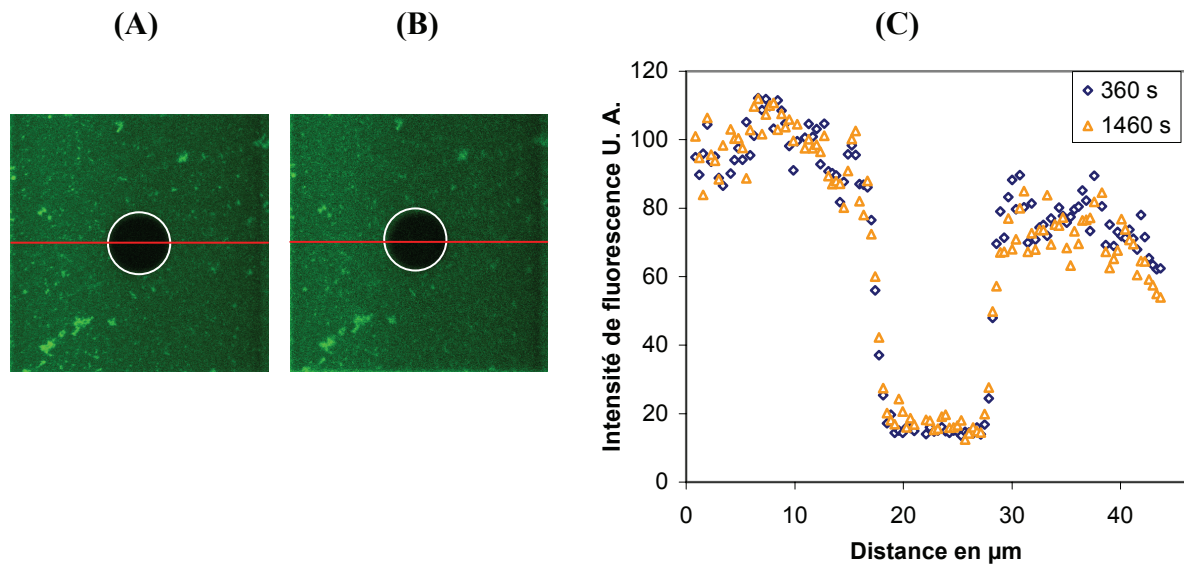 (A)
(B)
(C)
Intensité de fluorescence U. A.
120
100
80
60
40
20
0
360 s
1460 s
0 10 20 30 40
Distance en µm